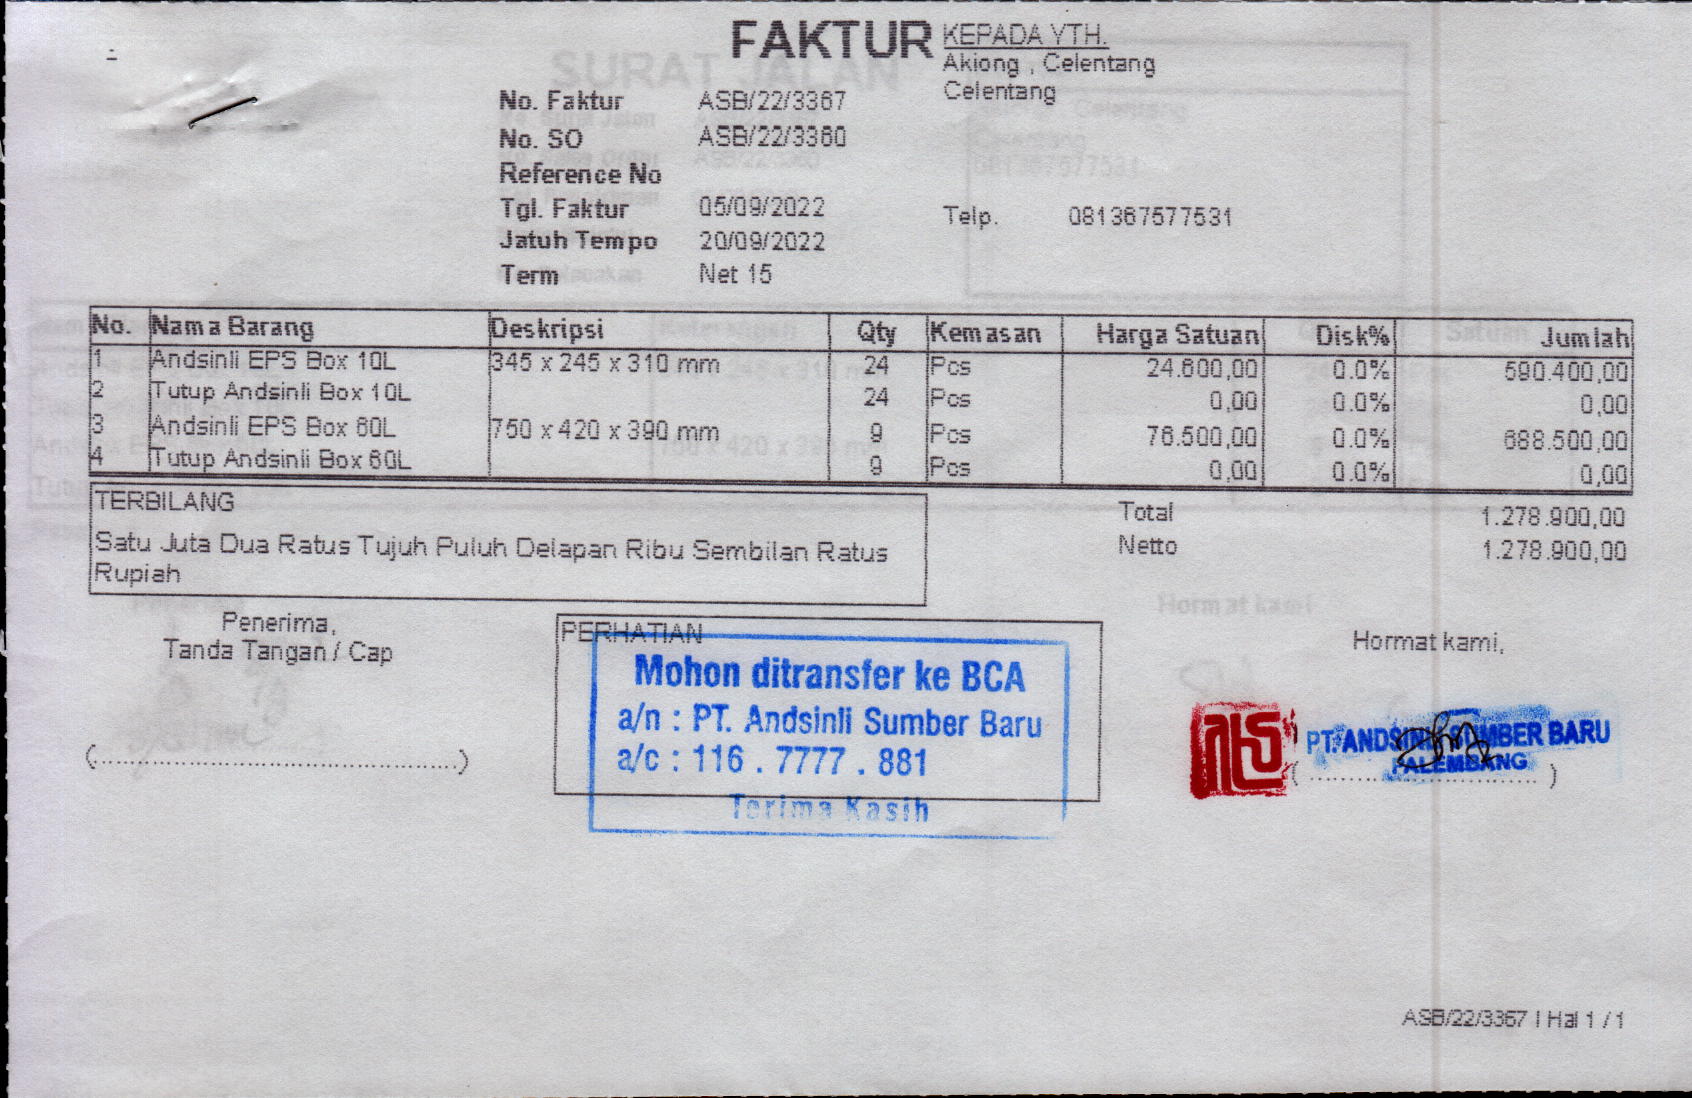 FAKTUR
KEPADA YTH.
Akiong , Celentang
Celentang
No. Faktur ASB/22/3367
No. SO ASB/22/3360
Reference No
Tgl. Faktur 05/09/2022
Telp. 081367577531
Jatuh Tempo 20/09/2022
Term Net 15
No. Nama Barang Deskripsi Qty Kemasan Harga Satuan Disk% Jumlah
1 Andsinli EPS Box 10L 345 x 245 x 310 mm 24 Pcs 24.600,00 0.0% 590.400,00
2 Tutup Andsinli Box 10L 24 Pcs 0,00 0.0% 0,00
3 Andsinli EPS Box 60L 750 x 420 x 390 mm 9 Pcs 76.500,00 0.0% 688.500,00
4 Tutup Andsinli Box 60L 9 Pcs 0,00 0.0% 0,00
TERBILANG
Satu Juta Dua Ratus Tujuh Puluh Delapan Ribu Sembilan Ratus
Rupiah
Total 1.278.900,00
Netto 1.278.900,00
Penerima,
Tanda Tangan / Cap
PERHATIAN
Mohon ditransfer ke BCA
a/n : PT. Andsinli Sumber Baru
a/c : 116 . 7777 . 881
Terima Kasih
Hormat kami,
PT. ANDSINLI SUMBER BARU
PALEMBANG
ASB/22/3367 | Hal 1 / 1